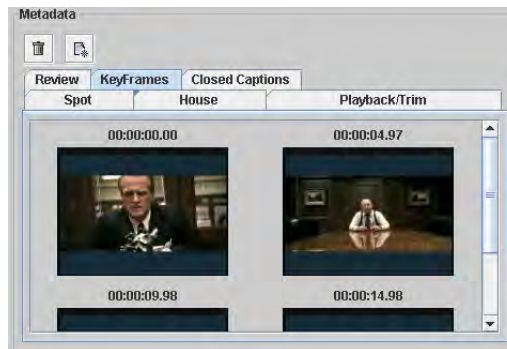 Metadata
Review KeyFrames Closed Captions
Spot House Playback/Trim
00:00:00.00 00:00:04.97
00:00:09.98 00:00:14.98